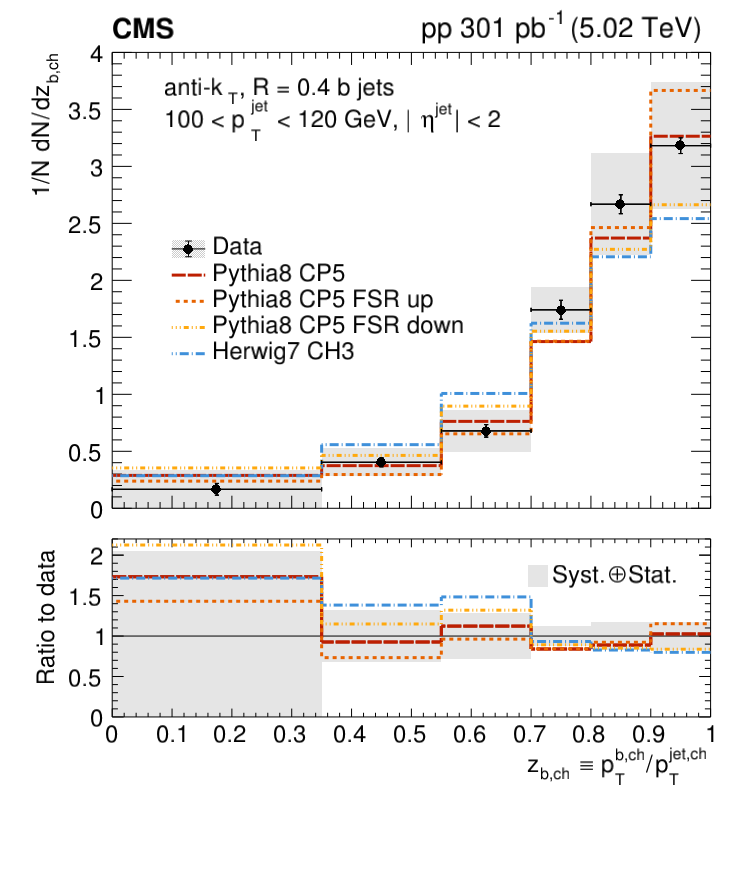 CMS pp 301 pb⁻¹ (5.02 TeV)
4
anti-k_T, R = 0.4 b jets
100 < p_T^jet < 120 GeV, | η^jet| < 2
3.5
3
2.5
2
1.5
1
0.5
0
1/N dN/dz_b,ch
Data
Pythia8 CP5
Pythia8 CP5 FSR up
Pythia8 CP5 FSR down
Herwig7 CH3
2
1.5
1
0.5
0
Ratio to data
Syst.⊕Stat.
0 0.1 0.2 0.3 0.4 0.5 0.6 0.7 0.8 0.9 1
z_b,ch ≡ p_T^b,ch/p_T^jet,ch